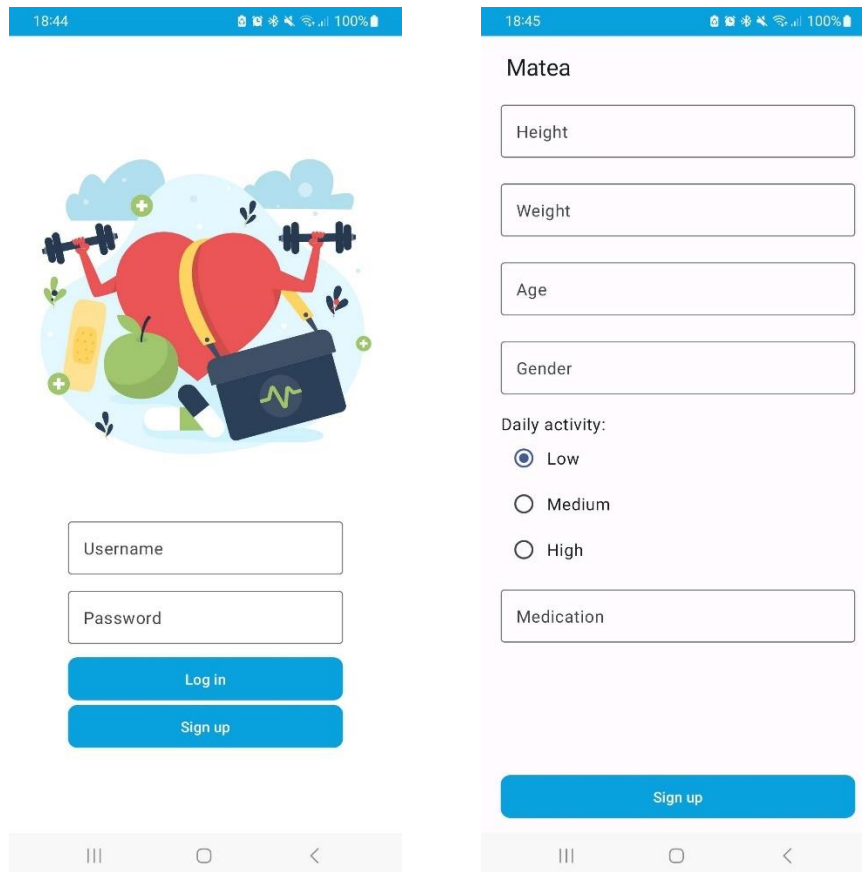 18:44 100%
Username
Password
Log in
Sign up
18:45 100%
Matea
Height
Weight
Age
Gender
Daily activity:
Low
Medium
High
Medication
Sign up